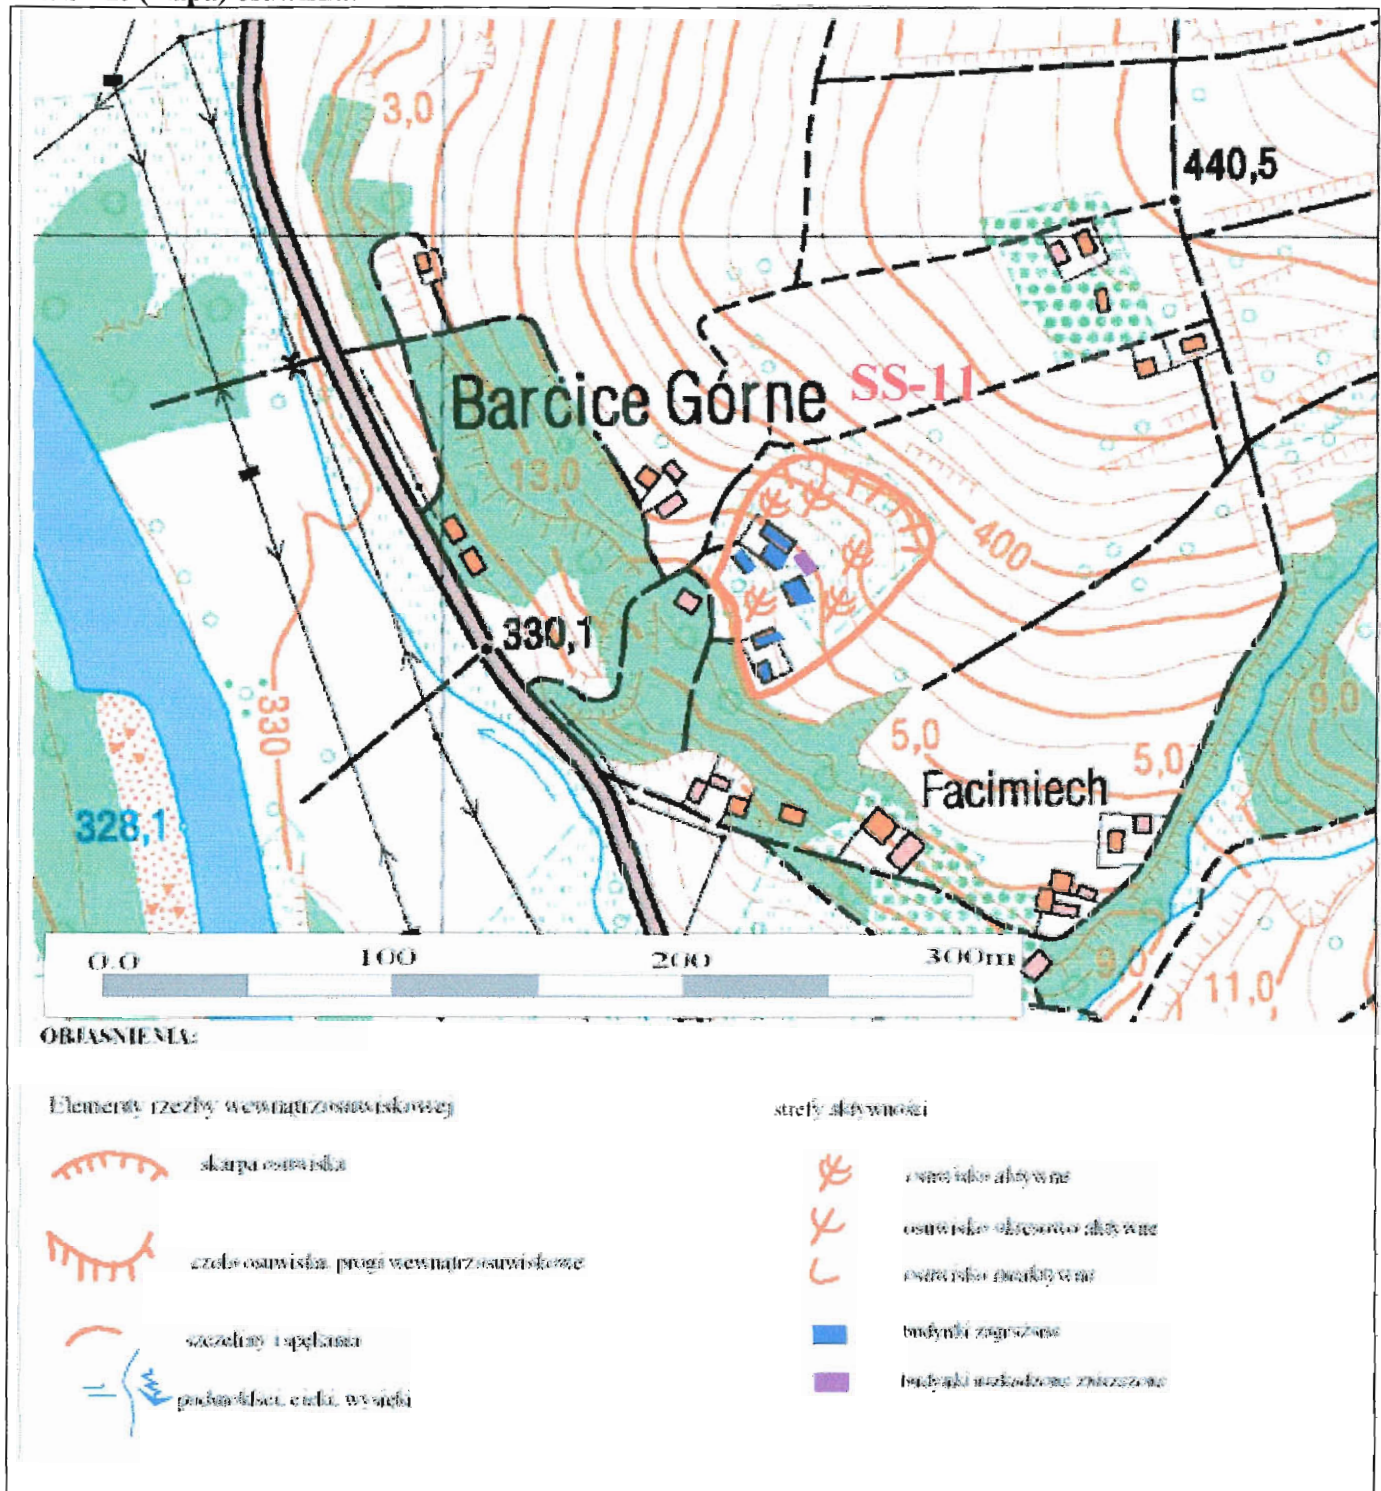 3,0
440,5
Barcice Górne
SS-11
13,0
400
330,1
330
9,0
5,0
5,0
Facimiech
328,1
9,0
11,0
0.0 100 200 300m
OBJAŚNIENIA:
Elementy rzeźby wewnątrzosuwiskowej
skarpa osuwiska
czoło osuwiska, progi wewnątrzosuwiskowe
szczeliny i spękania
podmokłości, cieki, wysięki
strefy aktywności
osuwisko aktywne
osuwisko okresowo aktywne
osuwisko nieaktywne
budynki zagrożone
budynki uszkodzone zniszczone